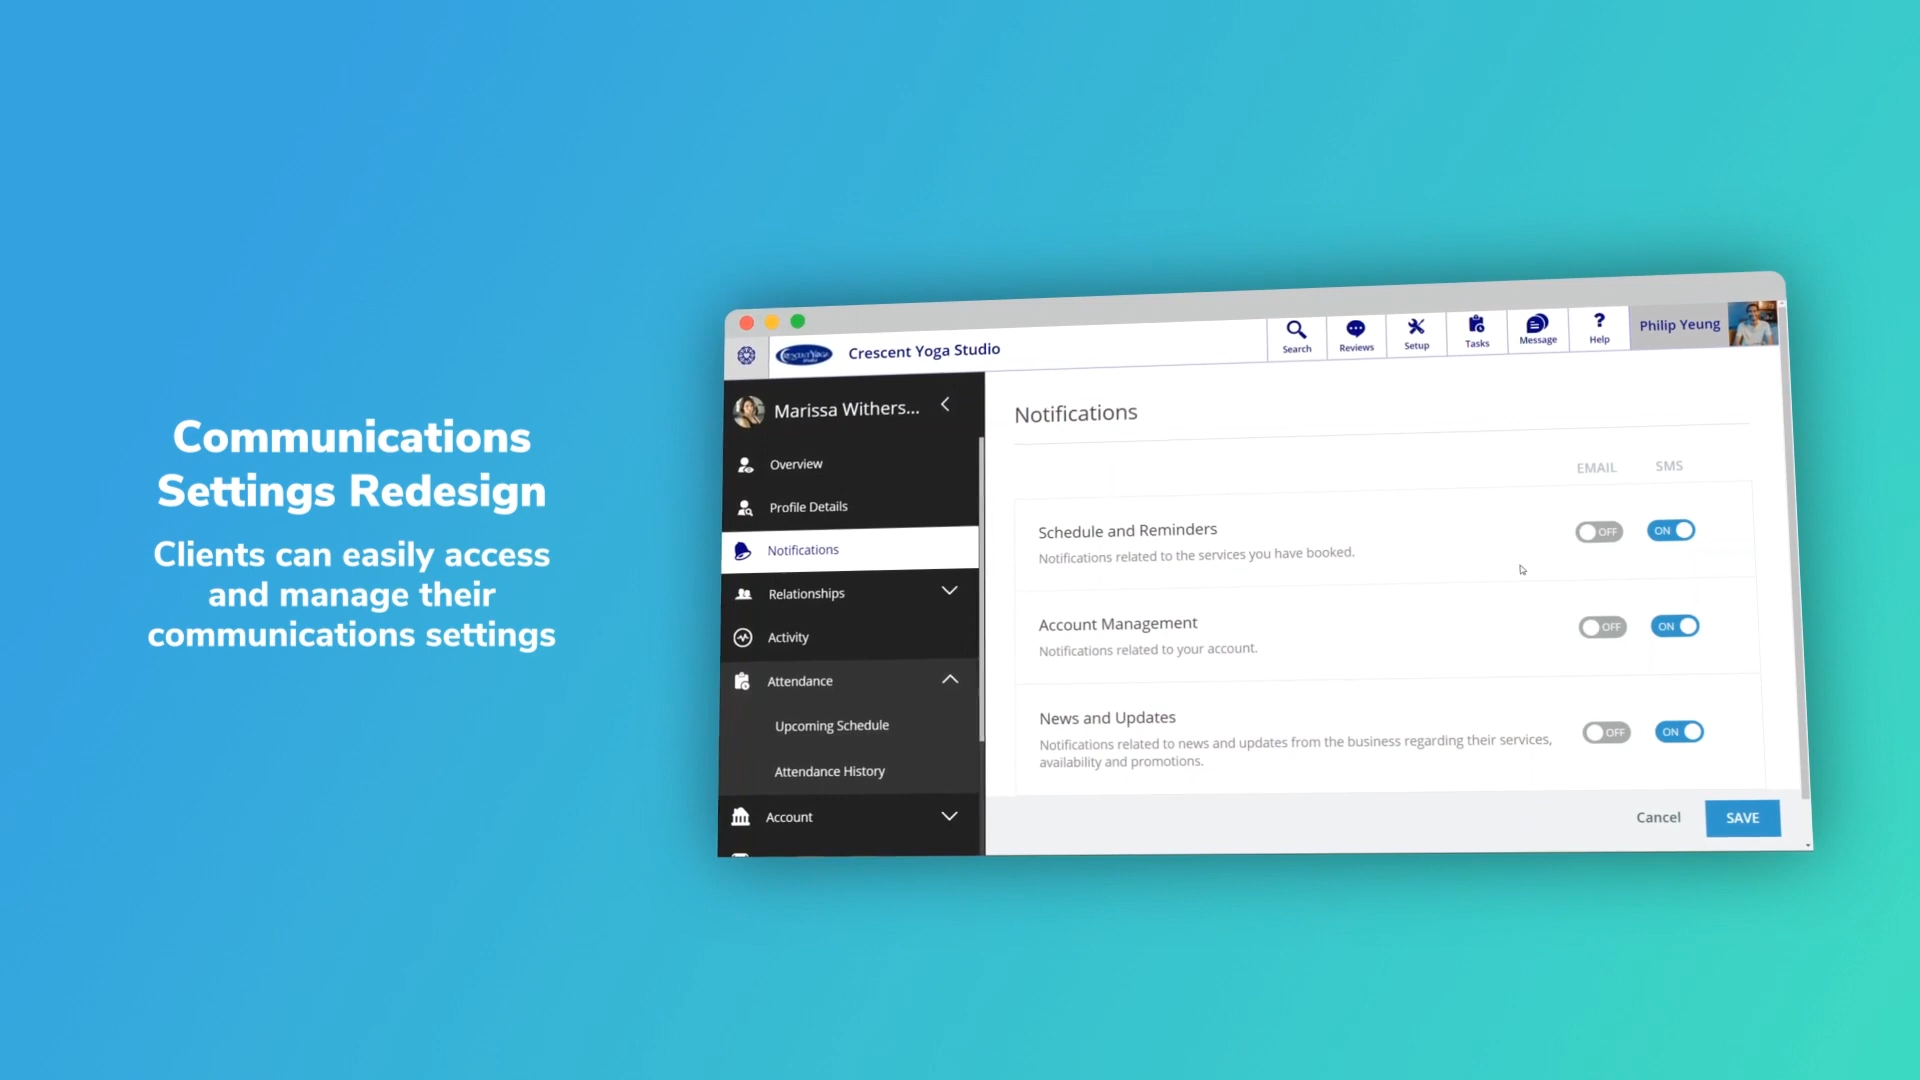 Communications
Settings Redesign
Clients can easily access
and manage their
communications settings
CRESCENT YOGA
STUDIO
Crescent Yoga Studio
Search
Reviews
Setup
Tasks
Message
Help
Philip Yeung
Marissa Withers...
Overview
Profile Details
Notifications
Relationships
Activity
Attendance
Upcoming Schedule
Attendance History
Account
Notifications
EMAIL SMS
Schedule and Reminders
Notifications related to the services you have booked.
OFF ON
Account Management
Notifications related to your account.
OFF ON
News and Updates
Notifications related to news and updates from the business regarding their services,
availability and promotions.
OFF ON
Cancel SAVE